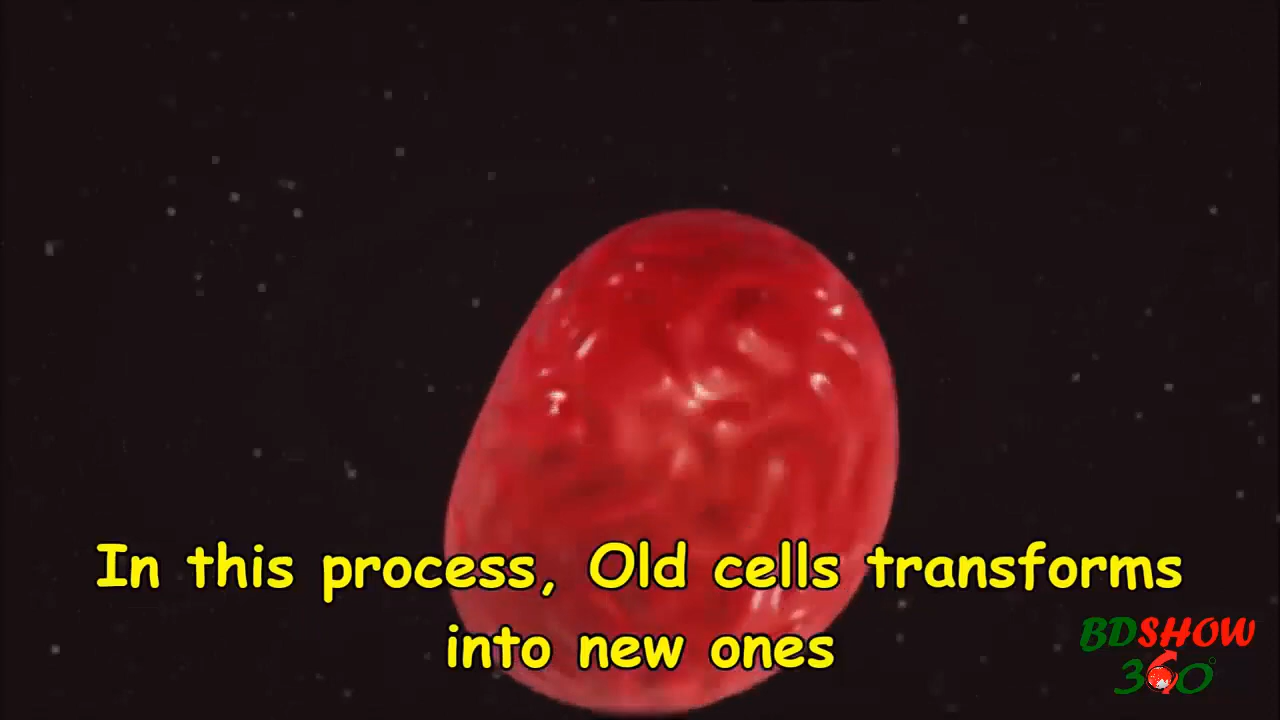 In this process, Old cells transforms
into new ones
BDSHOW
360°